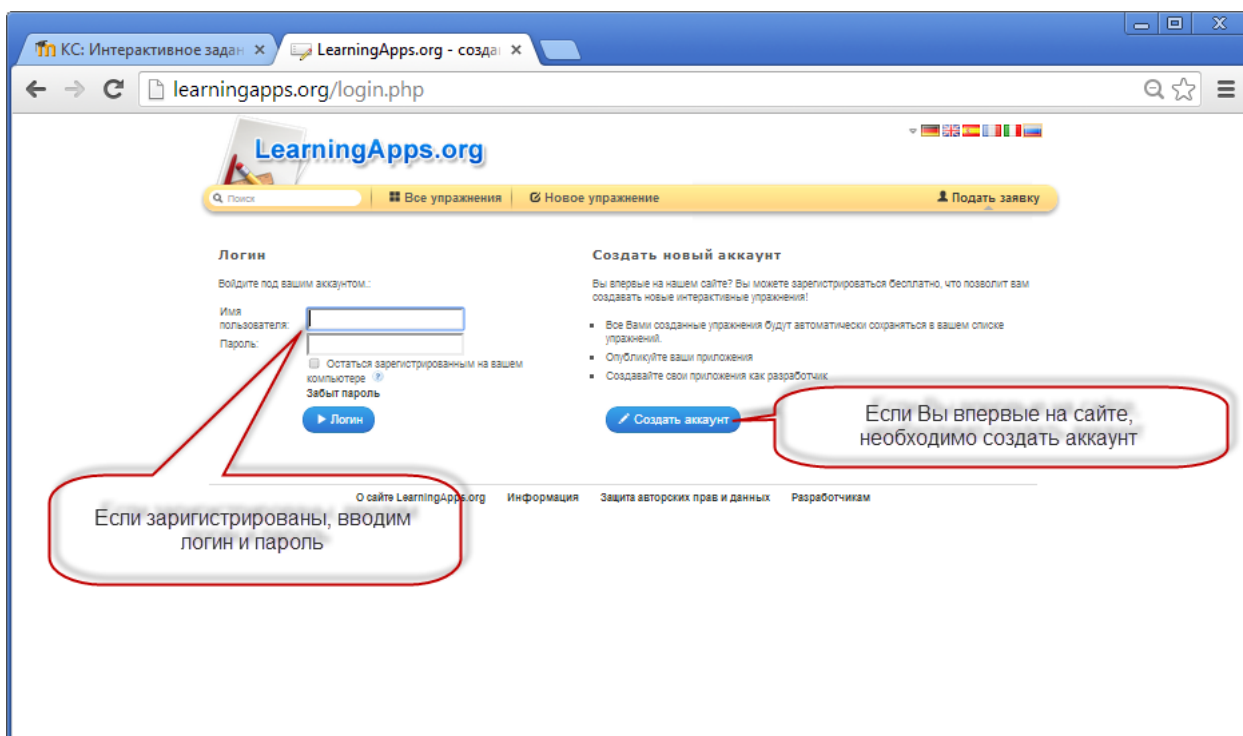 КС: Интерактивное задан
LearningApps.org - созда
learningapps.org/login.php
LearningApps.org
Поиск
Все упражнения
Новое упражнение
Подать заявку
Логин
Войдите под вашим аккаунтом.:
Имя
пользователя:
Пароль:
Остаться зарегистрированным на вашем
компьютере ?
Забыт пароль
Логин
Создать новый аккаунт
Вы впервые на нашем сайте? Вы можете зарегистрироваться бесплатно, что позволит вам
создавать новые интерактивные упражнения!
Все Вами созданные упражнения будут автоматически сохраняться в вашем списке
упражнений.
Опубликуйте ваши приложения
Создавайте свои приложения как разработчик
Создать аккаунт
Если Вы впервые на сайте,
необходимо создать аккаунт
О сайте LearningApps.org
Информация
Защита авторских прав и данных
Разработчикам
Если заригистрированы, вводим
логин и пароль